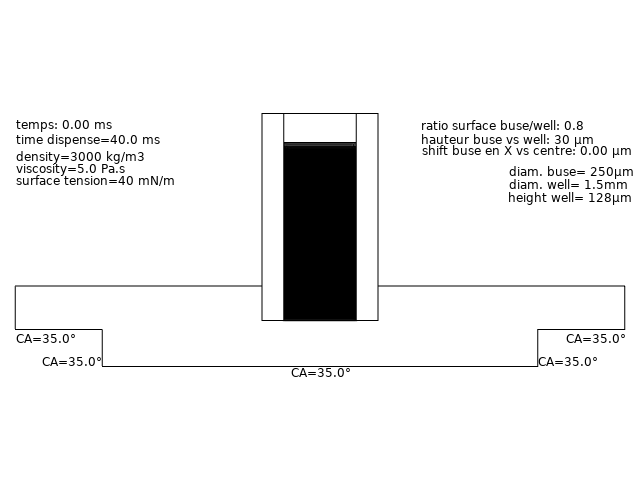 temps: 0.00 ms
time dispense=40.0 ms
density=3000 kg/m3
viscosity=5.0 Pa.s
surface tension=40 mN/m
ratio surface buse/well: 0.8
hauteur buse vs well: 30 µm
shift buse en X vs centre: 0.00 µm
diam. buse= 250µm
diam. well= 1.5mm
height well= 128µm
CA=35.0°
CA=35.0°
CA=35.0°
CA=35.0°
CA=35.0°